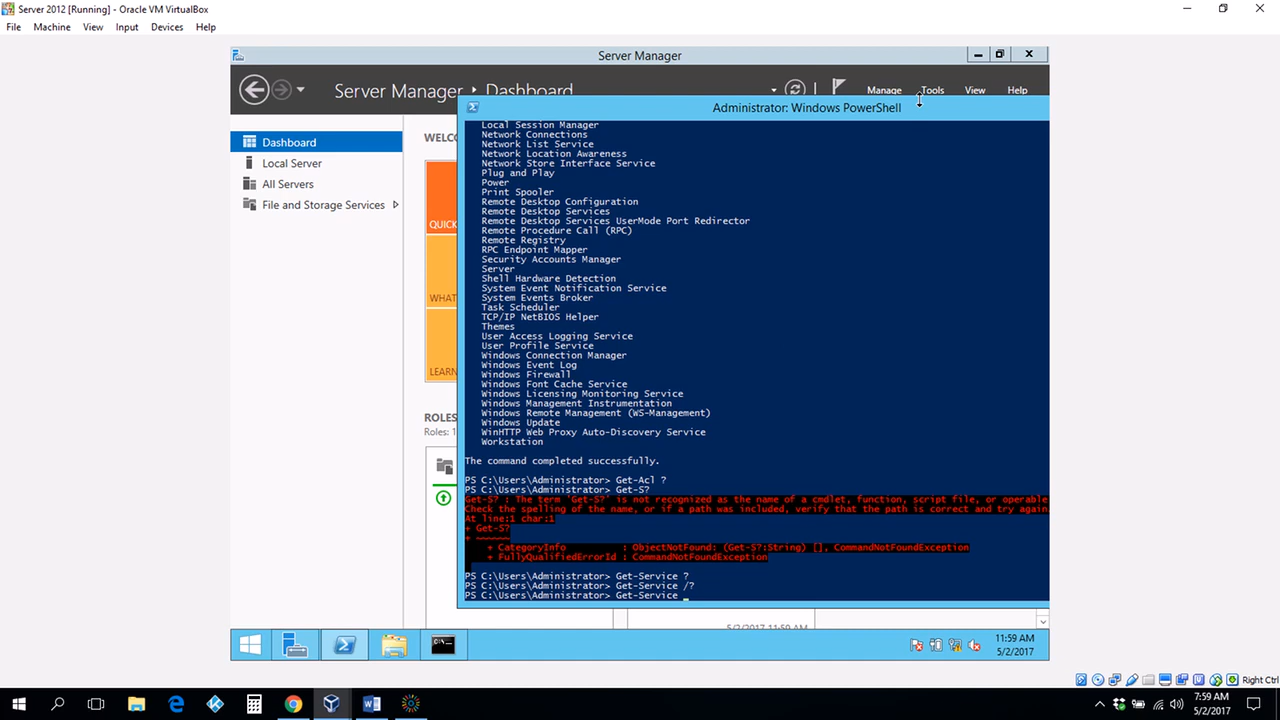 Server 2012 [Running] - Oracle VM VirtualBox
File Machine View Input Devices Help
Server Manager
Server Manager ▸ Dashboard
Manage Tools View Help
Administrator: Windows PowerShell
Dashboard
Local Server
All Servers
File and Storage Services
WELC
QUICK
WHAT
LEARN
ROLES
Roles: 1
Local Session Manager
Network Connections
Network List Service
Network Location Awareness
Network Store Interface Service
Plug and Play
Power
Print Spooler
Remote Desktop Configuration
Remote Desktop Services
Remote Desktop Services UserMode Port Redirector
Remote Procedure Call (RPC)
Remote Registry
RPC Endpoint Mapper
Security Accounts Manager
Server
Shell Hardware Detection
System Event Notification Service
System Events Broker
Task Scheduler
TCP/IP NetBIOS Helper
Themes
User Access Logging Service
User Profile Service
Windows Connection Manager
Windows Event Log
Windows Firewall
Windows Font Cache Service
Windows Licensing Monitoring Service
Windows Management Instrumentation
Windows Remote Management (WS-Management)
Windows Update
WinHTTP Web Proxy Auto-Discovery Service
Workstation
The command completed successfully.
PS C:\Users\Administrator> Get-Acl ?
PS C:\Users\Administrator> Get-S?
Get-S? : The term 'Get-S?' is not recognized as the name of a cmdlet, function, script file, or operable
Check the spelling of the name, or if a path was included, verify that the path is correct and try again.
At line:1 char:1
+ Get-S?
+ ~~~~~~
+ CategoryInfo : ObjectNotFound: (Get-S?:String) [], CommandNotFoundException
+ FullyQualifiedErrorId : CommandNotFoundException
PS C:\Users\Administrator> Get-Service ?
PS C:\Users\Administrator> Get-Service /?
PS C:\Users\Administrator> Get-Service _
5/2/2017 11:59 AM
11:59 AM
5/2/2017
Right Ctrl
7:59 AM
5/2/2017